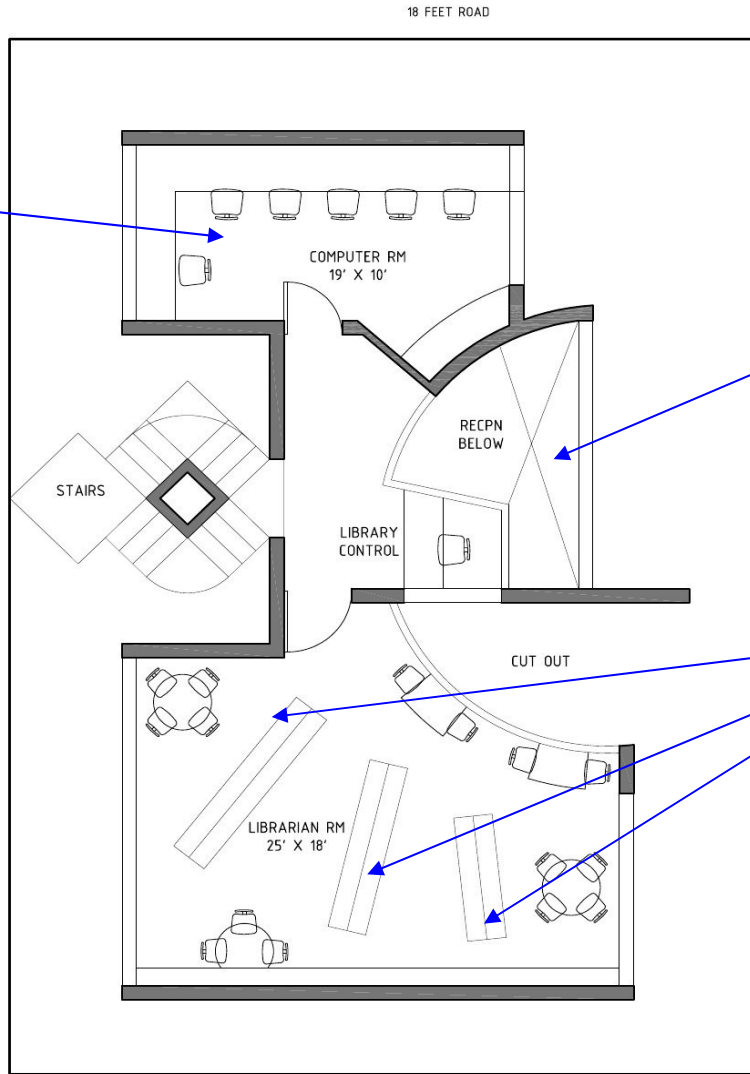 18 FEET ROAD
COMPUTER RM
19' X 10'
RECPN
BELOW
STAIRS
LIBRARY
CONTROL
CUT OUT
LIBRARIAN RM
25' X 18'